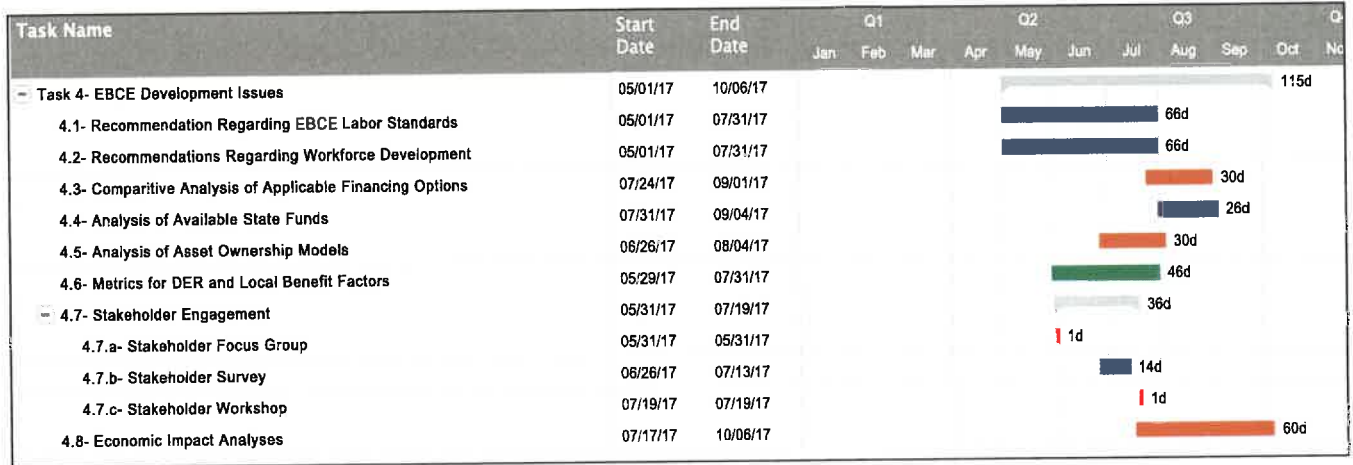 Task Name Start Date End Date Q1 Q2 Q3 Q
Jan Feb Mar Apr May Jun Jul Aug Sep Oct No
Task 4- EBCE Development Issues 05/01/17 10/06/17 115d
4.1- Recommendation Regarding EBCE Labor Standards 05/01/17 07/31/17 66d
4.2- Recommendations Regarding Workforce Development 05/01/17 07/31/17 66d
4.3- Comparitive Analysis of Applicable Financing Options 07/24/17 09/01/17 30d
4.4- Analysis of Available State Funds 07/31/17 09/04/17 26d
4.5- Analysis of Asset Ownership Models 06/26/17 08/04/17 30d
4.6- Metrics for DER and Local Benefit Factors 05/29/17 07/31/17 46d
4.7- Stakeholder Engagement 05/31/17 07/19/17 36d
4.7.a- Stakeholder Focus Group 05/31/17 05/31/17 1d
4.7.b- Stakeholder Survey 06/26/17 07/13/17 14d
4.7.c- Stakeholder Workshop 07/19/17 07/19/17 1d
4.8- Economic Impact Analyses 07/17/17 10/06/17 60d